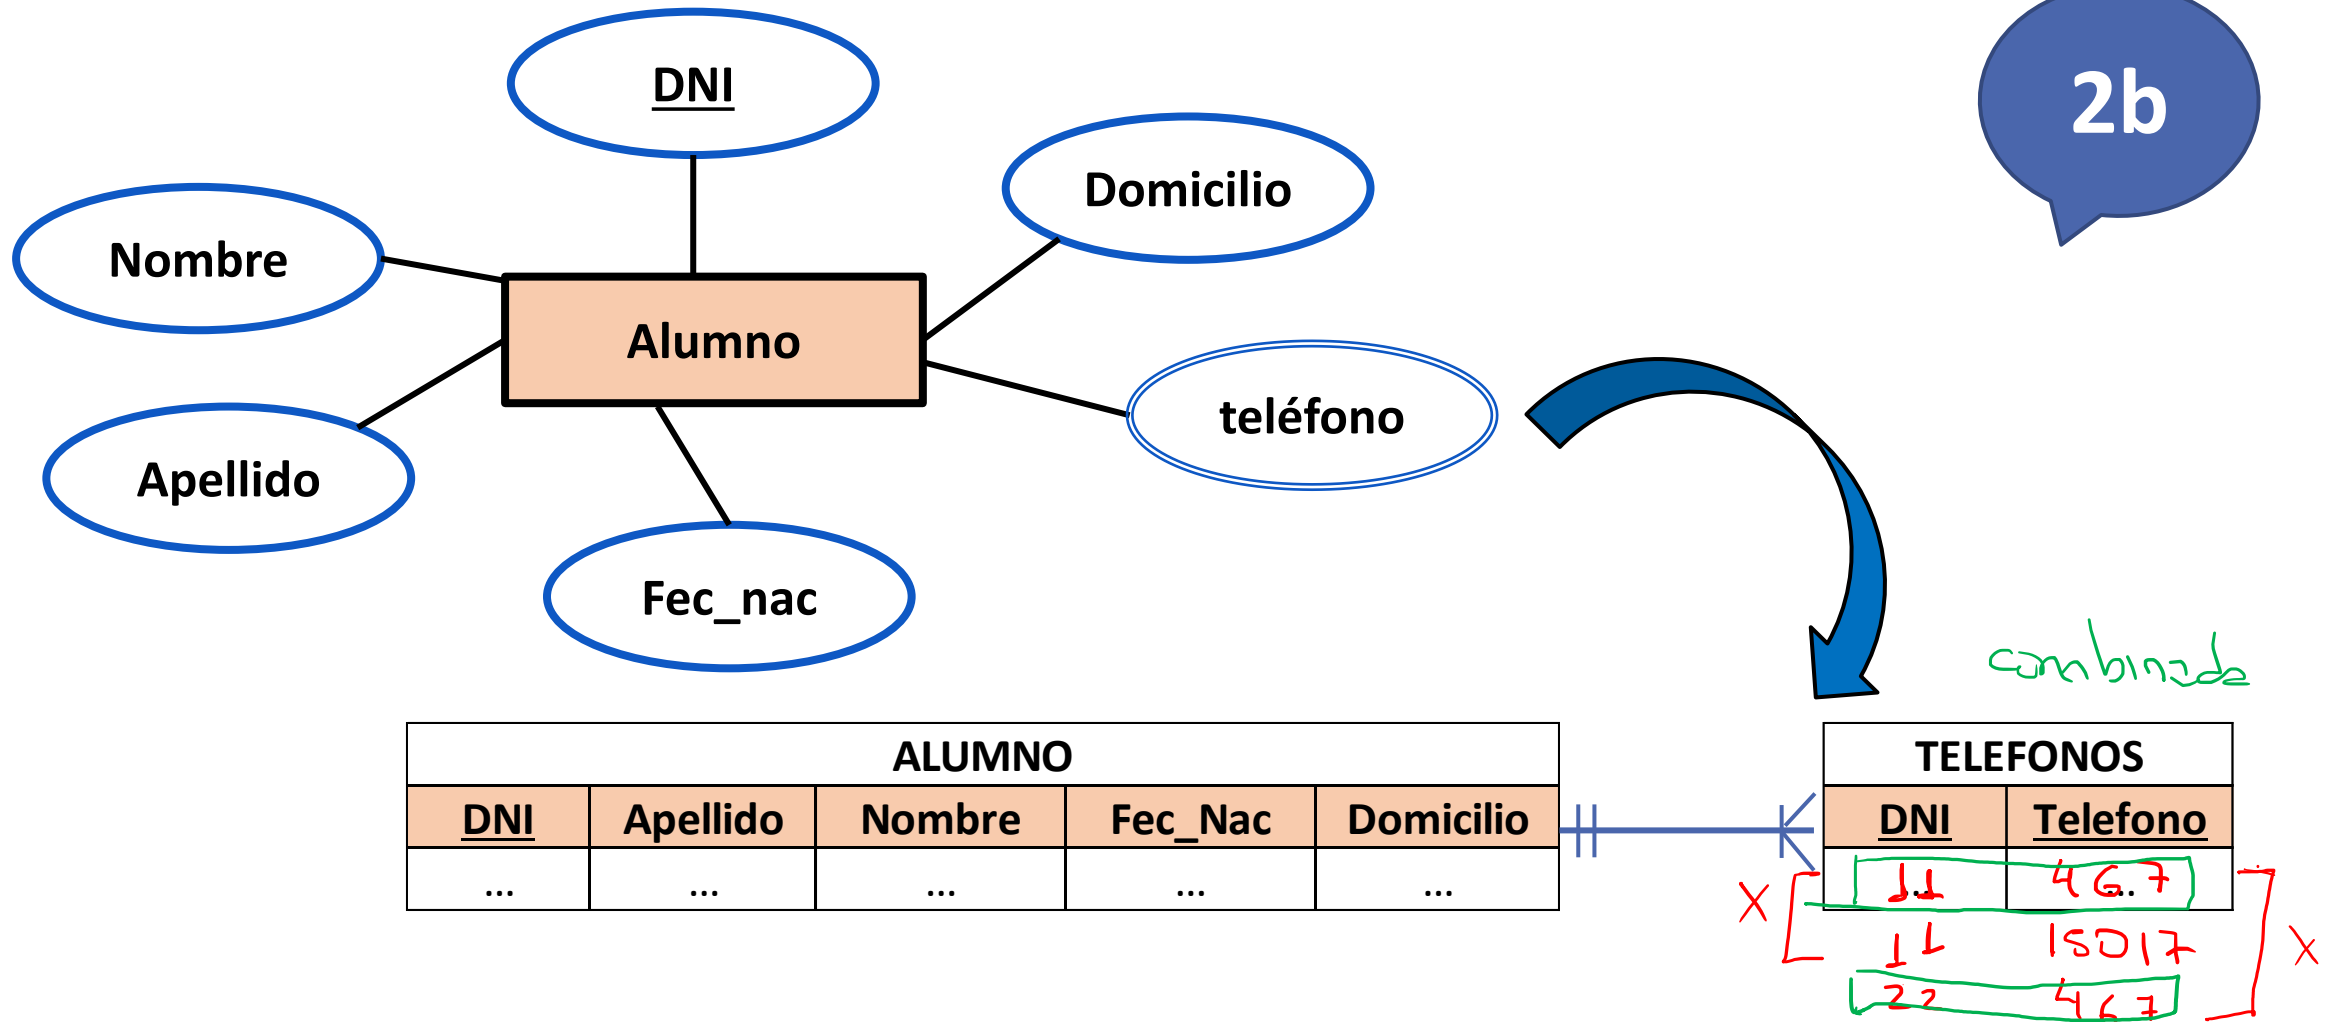 2b
DNI
Domicilio
Nombre
Alumno
teléfono
Apellido
Fec_nac
combinada
ALUMNO
DNI Apellido Nombre Fec_Nac Domicilio
... ... ... ... ...
TELEFONOS
DNI Telefono
... ...
X 11 467
11 15017 X
22 467